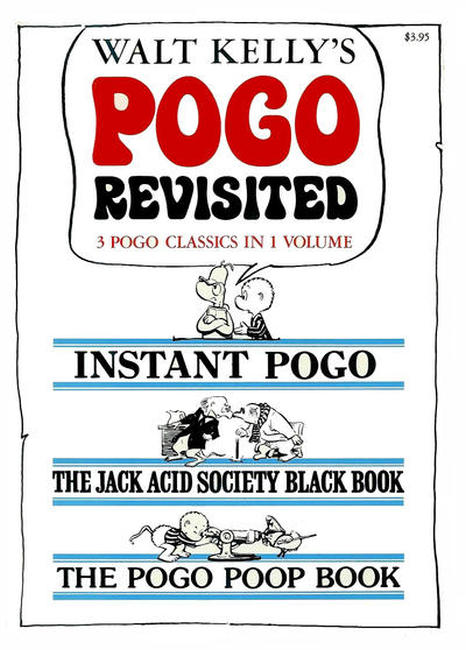 $3.95
WALT KELLY'S
POGO
REVISITED
3 POGO CLASSICS IN 1 VOLUME
INSTANT POGO
THE JACK ACID SOCIETY BLACK BOOK
THE POGO POOP BOOK